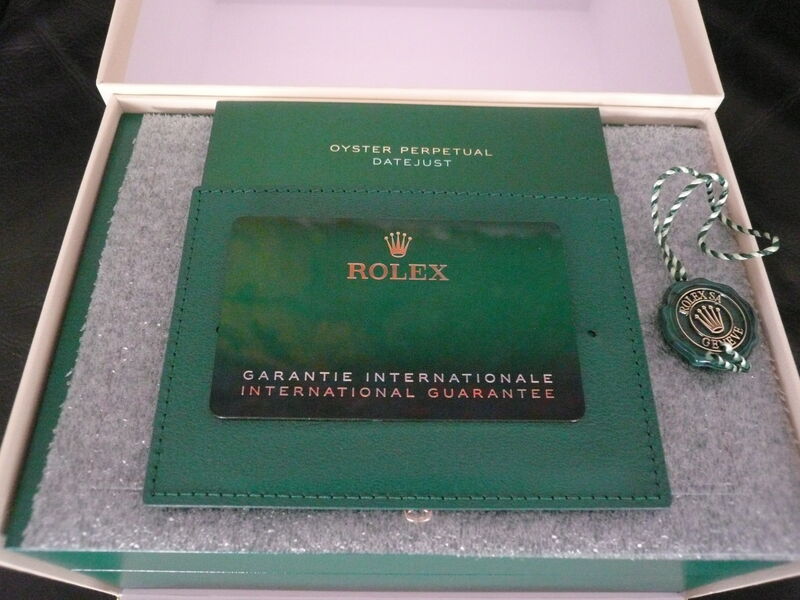 OYSTER PERPETUAL
DATEJUST
ROLEX
GARANTIE INTERNATIONALE
INTERNATIONAL GUARANTEE
ROLEX SA
GENEVE